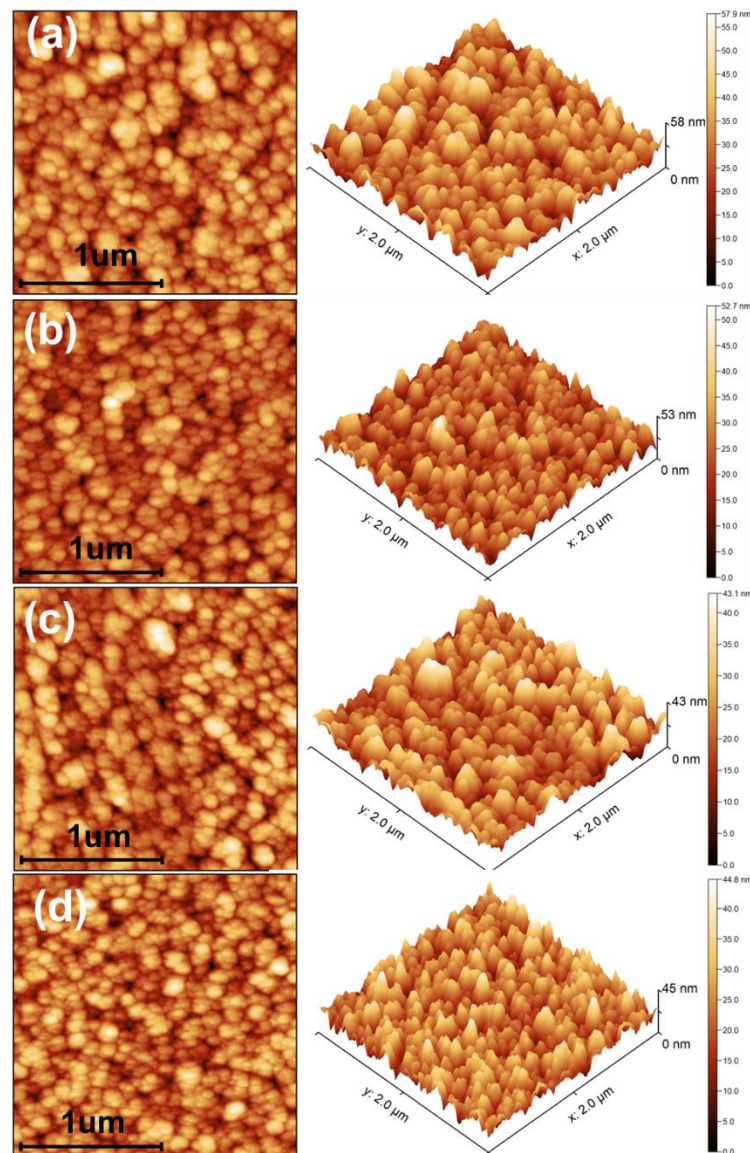 (a)
1um
y: 2.0 µm
x: 2.0 µm
58 nm
0 nm
57.9 nm
55.0
50.0
45.0
40.0
35.0
30.0
25.0
20.0
15.0
10.0
5.0
0.0
(b)
1um
y: 2.0 µm
x: 2.0 µm
53 nm
0 nm
52.7 nm
50.0
45.0
40.0
35.0
30.0
25.0
20.0
15.0
10.0
5.0
0.0
(c)
1um
y: 2.0 µm
x: 2.0 µm
43 nm
0 nm
43.1 nm
40.0
35.0
30.0
25.0
20.0
15.0
10.0
5.0
0.0
(d)
1um
y: 2.0 µm
x: 2.0 µm
45 nm
0 nm
44.8 nm
40.0
35.0
30.0
25.0
20.0
15.0
10.0
5.0
0.0